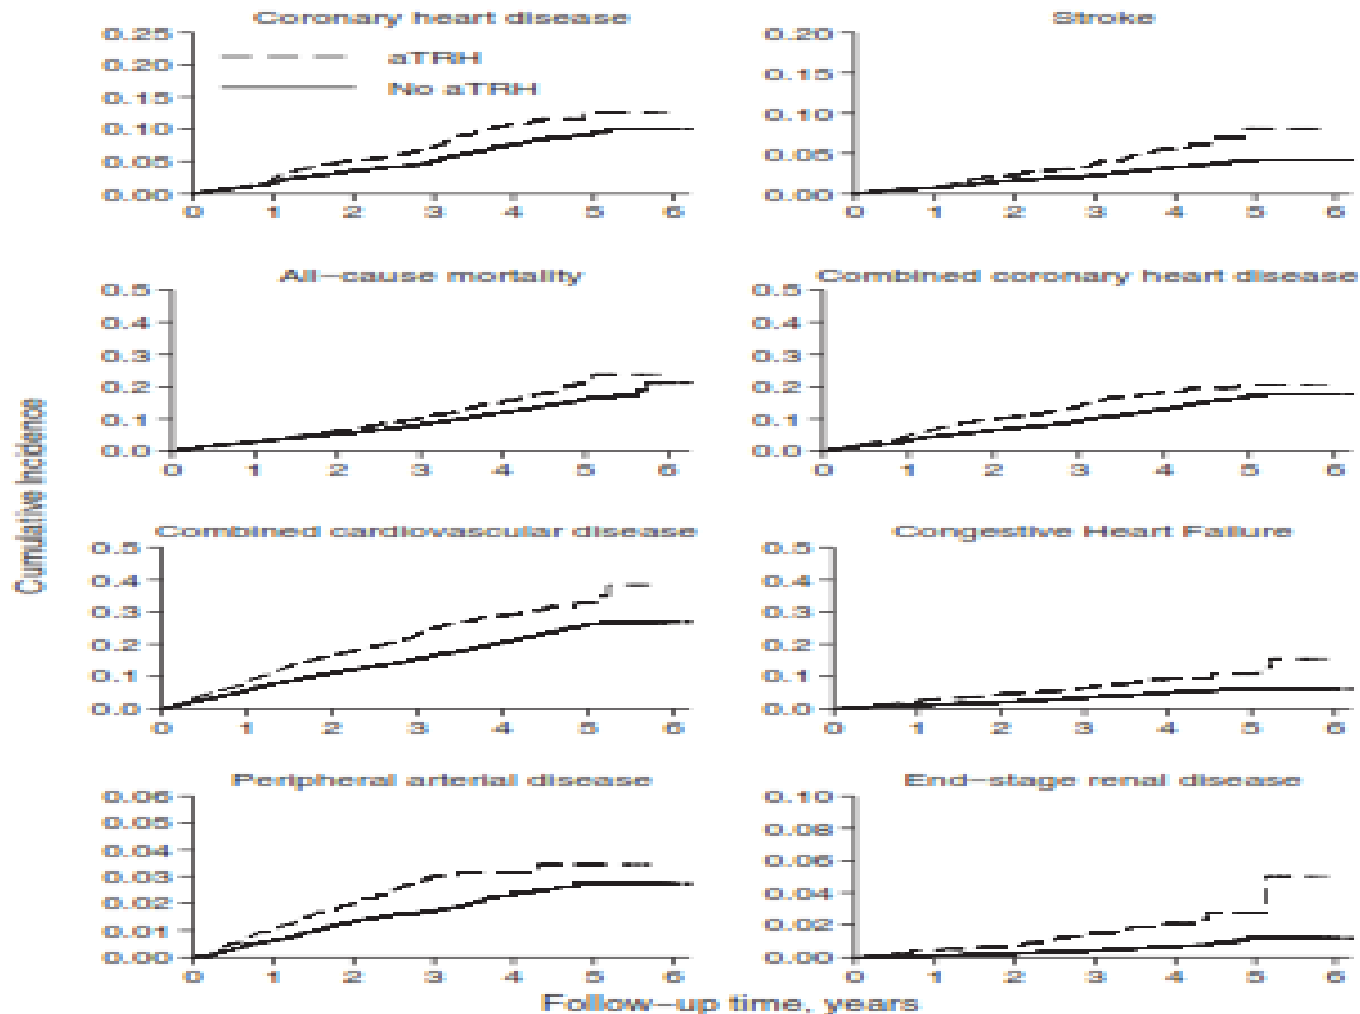 Coronary heart disease
0.25
0.20
0.15
0.10
0.05
0.00
aTRH
No aTRH
0 1 2 3 4 5 6
Stroke
0.20
0.15
0.10
0.05
0.00
0 1 2 3 4 5 6
All-cause mortality
0.5
0.4
0.3
0.2
0.1
0.0
0 1 2 3 4 5 6
Combined coronary heart disease
0.5
0.4
0.3
0.2
0.1
0.0
0 1 2 3 4 5 6
Cumulative Incidence
Combined cardiovascular disease
0.5
0.4
0.3
0.2
0.1
0.0
0 1 2 3 4 5 6
Congestive Heart Failure
0.5
0.4
0.3
0.2
0.1
0.0
0 1 2 3 4 5 6
Peripheral arterial disease
0.06
0.05
0.04
0.03
0.02
0.01
0.00
0 1 2 3 4 5 6
End-stage renal disease
0.10
0.08
0.06
0.04
0.02
0.00
0 1 2 3 4 5 6
Follow-up time, years